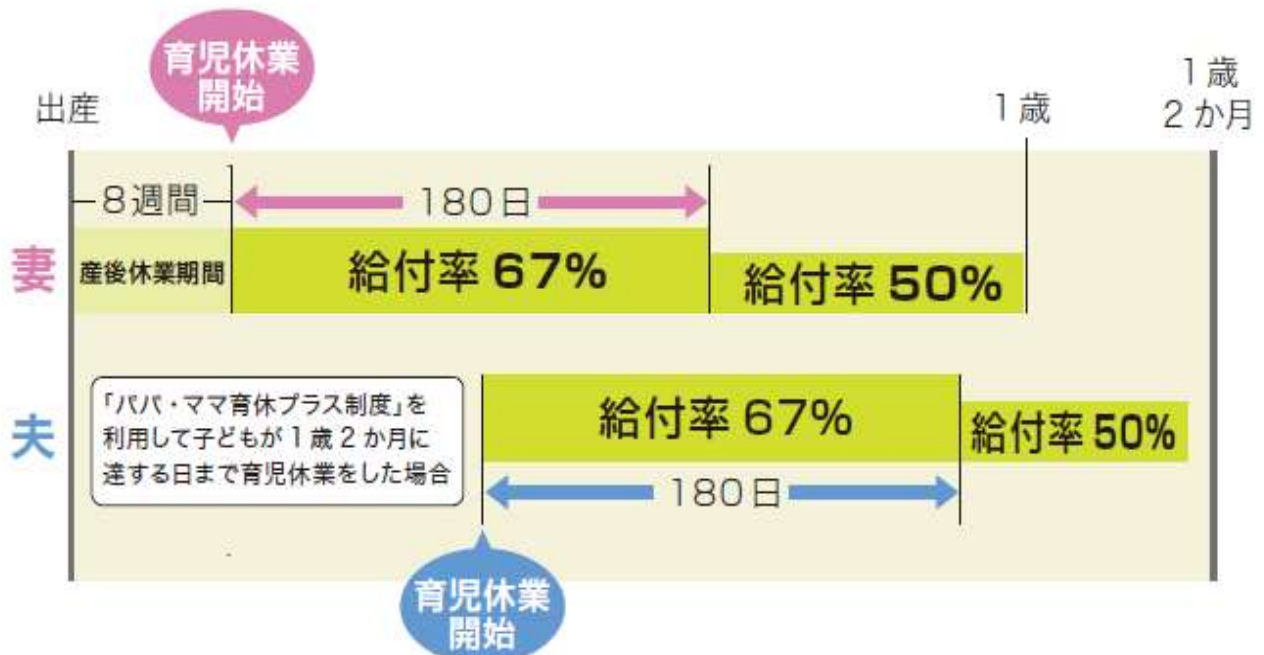 育児休業
開始
出産
1歳
1歳
2か月
8週間
180日
妻
産後休業期間
給付率 67%
給付率 50%
夫
「パパ・ママ育休プラス制度」を
利用して子どもが1歳2か月に
達する日まで育児休業をした場合
給付率 67%
給付率 50%
180日
育児休業
開始